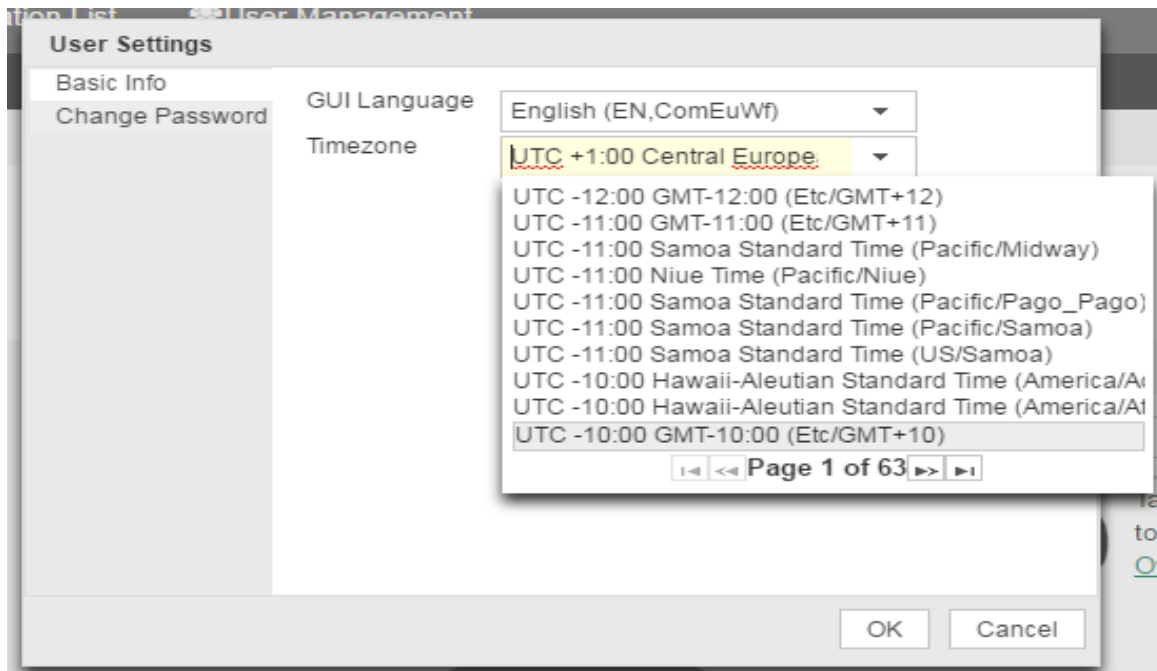 User Management
User Settings
Basic Info
Change Password
GUI Language
English (EN,ComEuWf)
Timezone
UTC +1:00 Central Europe
UTC -12:00 GMT-12:00 (Etc/GMT+12)
UTC -11:00 GMT-11:00 (Etc/GMT+11)
UTC -11:00 Samoa Standard Time (Pacific/Midway)
UTC -11:00 Niue Time (Pacific/Niue)
UTC -11:00 Samoa Standard Time (Pacific/Pago_Pago)
UTC -11:00 Samoa Standard Time (Pacific/Samoa)
UTC -11:00 Samoa Standard Time (US/Samoa)
UTC -10:00 Hawaii-Aleutian Standard Time (America/
UTC -10:00 Hawaii-Aleutian Standard Time (America/
UTC -10:00 GMT-10:00 (Etc/GMT+10)
Page 1 of 63
to
OK
Cancel